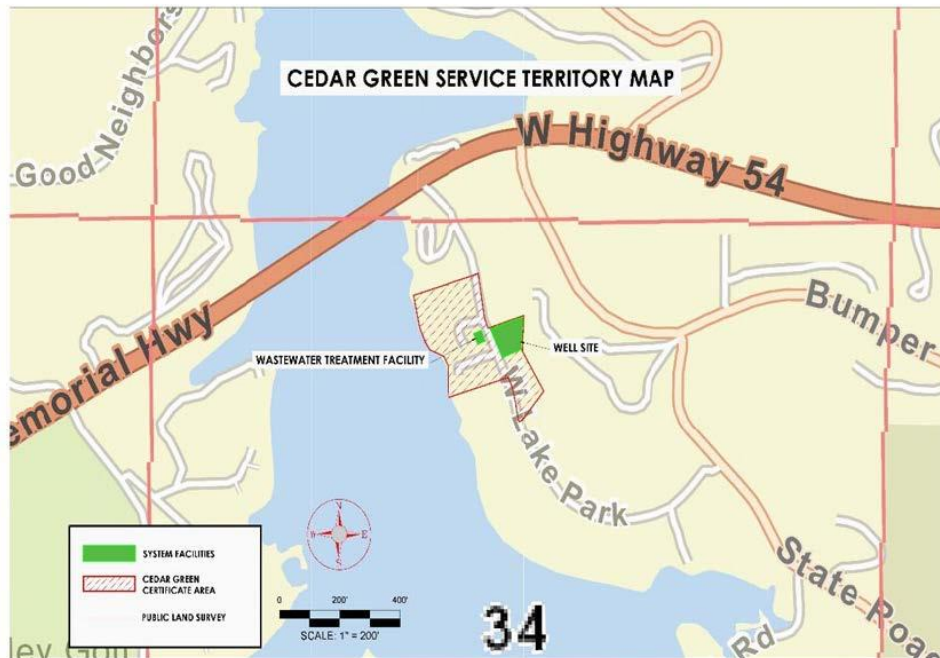 CEDAR GREEN SERVICE TERRITORY MAP
Good Neighbors
W Highway 54
emorial Hwy
Bumper
WASTEWATER TREATMENT FACILITY
WELL SITE
W Lake Park
State Road
Rd
N
W E
S
SYSTEM FACILITIES
CEDAR GREEN
CERTIFICATE AREA
PUBLIC LAND SURVEY
0 200' 400'
SCALE: 1" = 200'
34